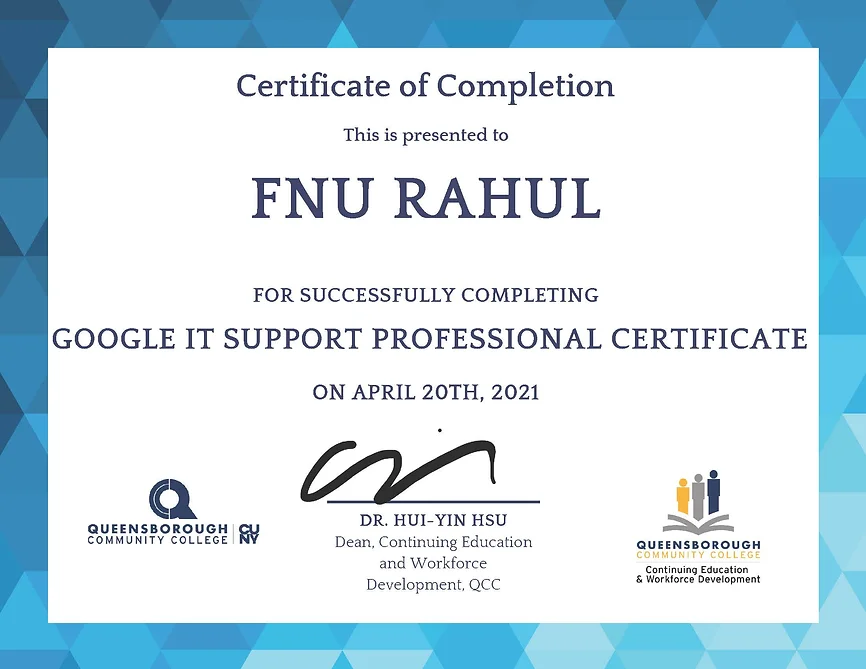 Certificate of Completion
This is presented to
FNU RAHUL
FOR SUCCESSFULLY COMPLETING
GOOGLE IT SUPPORT PROFESSIONAL CERTIFICATE
ON APRIL 20TH, 2021
DR. HUI-YIN HSU
Dean, Continuing Education
and Workforce
Development, QCC
QUEENSBOROUGH
COMMUNITY COLLEGE
CU
NY
QUEENSBOROUGH
COMMUNITY COLLEGE
Continuing Education
& Workforce Development